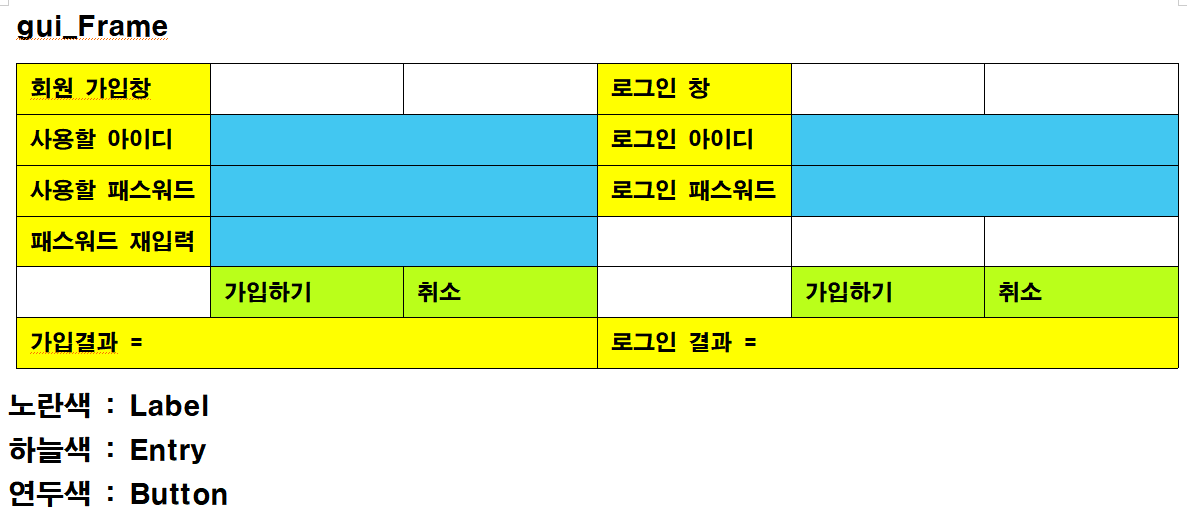 gui_Frame
회원 가입창 로그인 창
사용할 아이디 로그인 아이디
사용할 패스워드 로그인 패스워드
패스워드 재입력
가입하기 취소 가입하기 취소
가입결과 = 로그인 결과 =
노란색 : Label
하늘색 : Entry
연두색 : Button